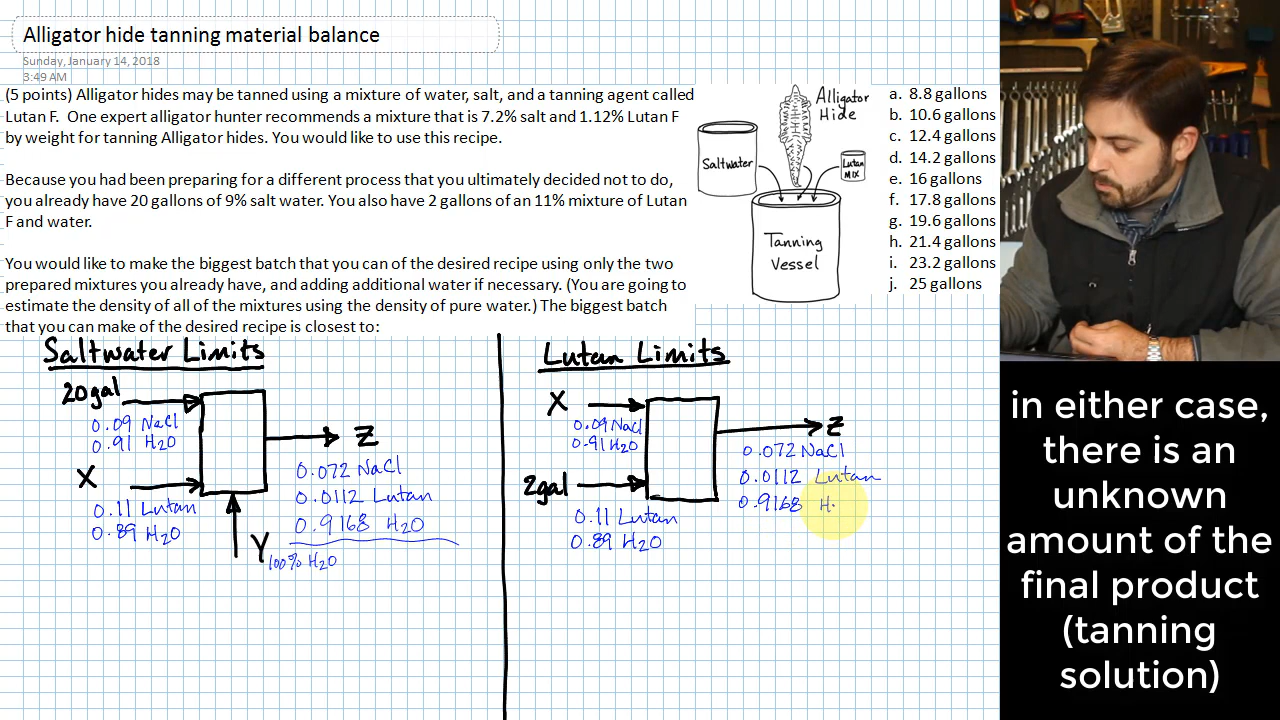 Alligator hide tanning material balance
Sunday, January 14, 2018
3:49 AM
(5 points) Alligator hides may be tanned using a mixture of water, salt, and a tanning agent called
Lutan F. One expert alligator hunter recommends a mixture that is 7.2% salt and 1.12% Lutan F
by weight for tanning Alligator hides. You would like to use this recipe.
Because you had been preparing for a different process that you ultimately decided not to do,
you already have 20 gallons of 9% salt water. You also have 2 gallons of an 11% mixture of Lutan
F and water.
You would like to make the biggest batch that you can of the desired recipe using only the two
prepared mixtures you already have, and adding additional water if necessary. (You are going to
estimate the density of all of the mixtures using the density of pure water.) The biggest batch
that you can make of the desired recipe is closest to:
Alligator
Hide
Saltwater
Lutan
MIX
Tanning
Vessel
a. 8.8 gallons
b. 10.6 gallons
c. 12.4 gallons
d. 14.2 gallons
e. 16 gallons
f. 17.8 gallons
g. 19.6 gallons
h. 21.4 gallons
i. 23.2 gallons
j. 25 gallons
Saltwater Limits
20gal
0.09 NaCl
0.91 H2O
X
0.11 Lutan
0.89 H2O
Z
0.072 NaCl
0.0112 Lutan
0.9168 H2O
Y
100% H2O
Lutan Limits
X
0.09 NaCl
0.91 H2O
2gal
0.11 Lutan
0.89 H2O
Z
0.072 NaCl
0.0112 Lutan
0.9168 H
in either case,
there is an
unknown
amount of the
final product
(tanning
solution)